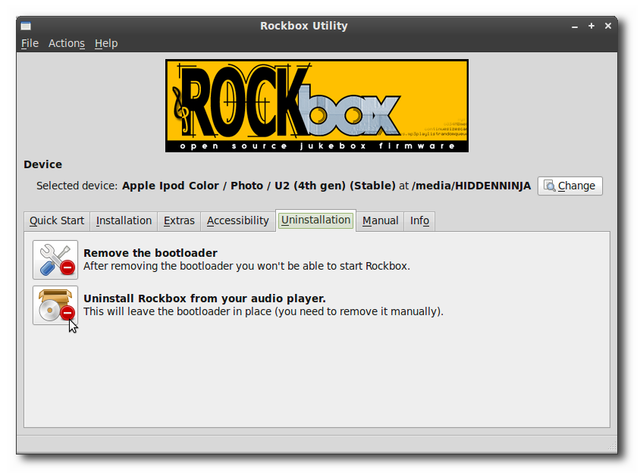 Rockbox Utility
File Actions Help
ROCKbox
open source jukebox firmware
Device
Selected device: Apple Ipod Color / Photo / U2 (4th gen) (Stable) at /media/HIDDENNINJA
Change
Quick Start Installation Extras Accessibility Uninstallation Manual Info
Remove the bootloader
After removing the bootloader you won't be able to start Rockbox.
Uninstall Rockbox from your audio player.
This will leave the bootloader in place (you need to remove it manually).